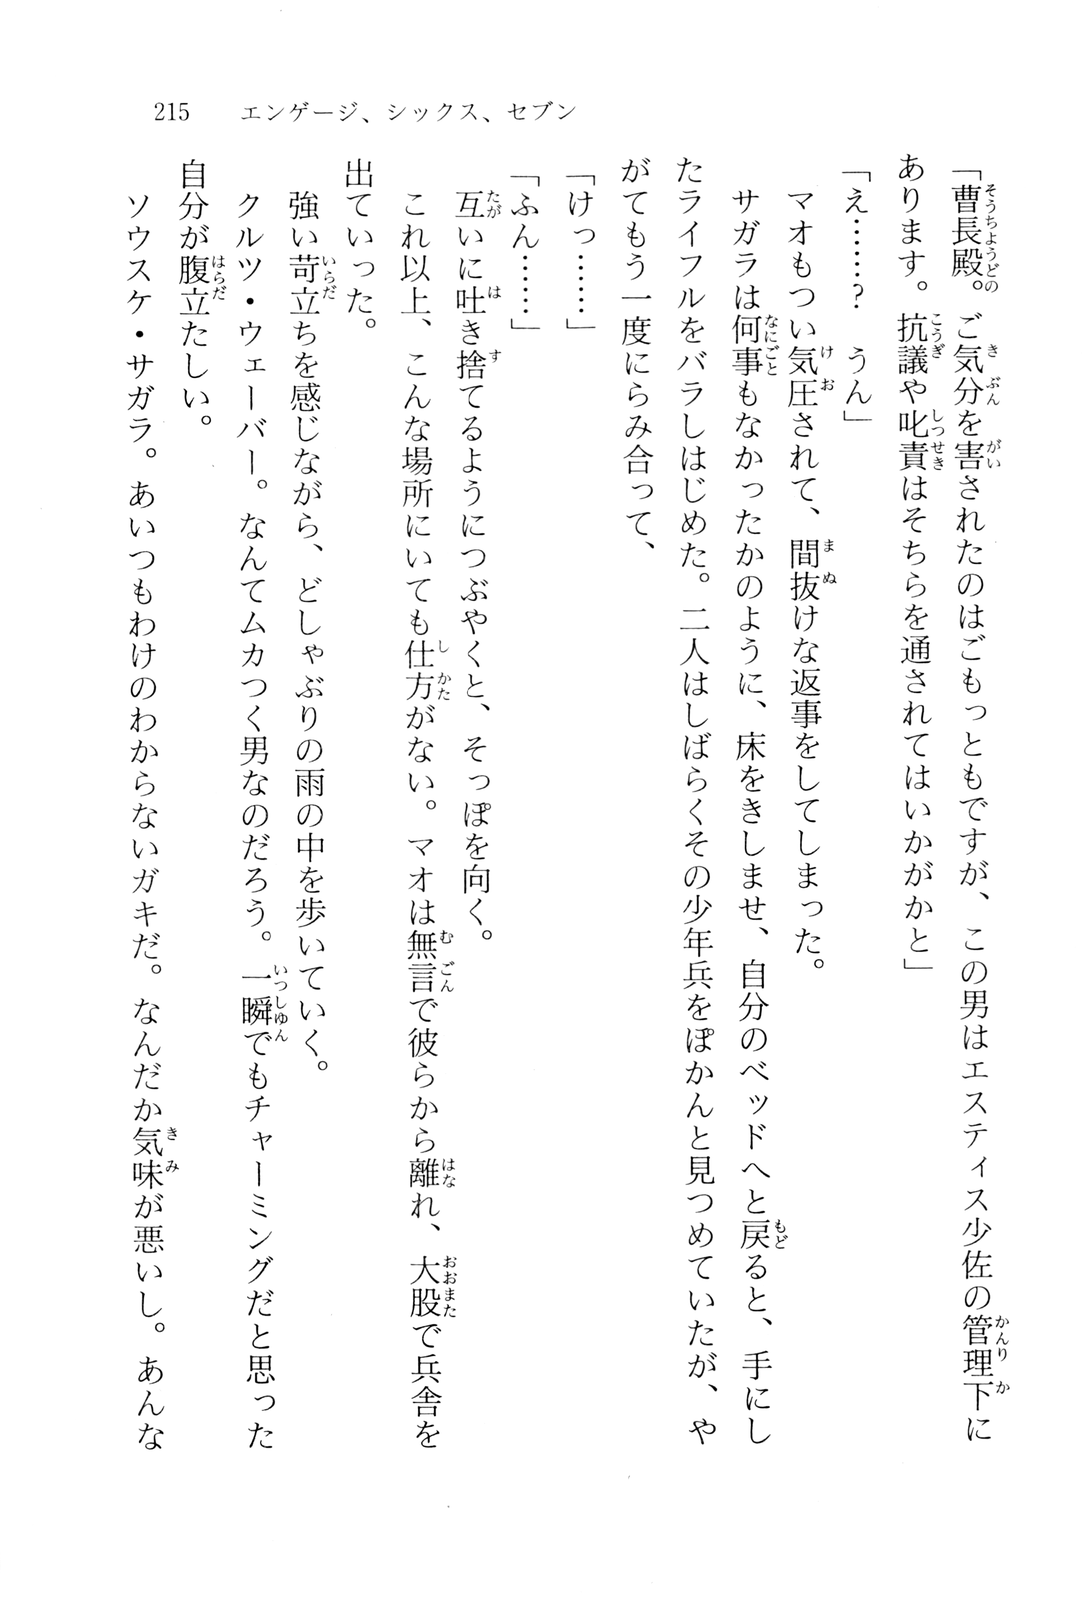 215　エンゲージ、シックス、セブン
「曹長殿。ご気分を害されたのはごもっともですが、この男はエスティス少佐の管理下に
あります。抗議や叱責はそちらを通されてはいかがかと」
「え……？　うん」
　マオもつい気圧されて、間抜けな返事をしてしまった。
　サガラは何事もなかったかのように、床をきしませ、自分のベッドへと戻ると、手にし
たライフルをバラしはじめた。二人はしばらくその少年兵をぽかんと見つめていたが、や
がてもう一度にらみ合って、
「けっ……」
「ふん……」
　互いに吐き捨てるようにつぶやくと、そっぽを向く。
　これ以上、こんな場所にいても仕方がない。マオは無言で彼らから離れ、大股で兵舎を
出ていった。
　強い苛立ちを感じながら、どしゃぶりの雨の中を歩いていく。
　クルツ・ウェーバー。なんてムカつく男なのだろう。一瞬でもチャーミングだと思った
自分が腹立たしい。
　ソウスケ・サガラ。あいつもわけのわからないガキだ。なんだか気味が悪いし。あんな